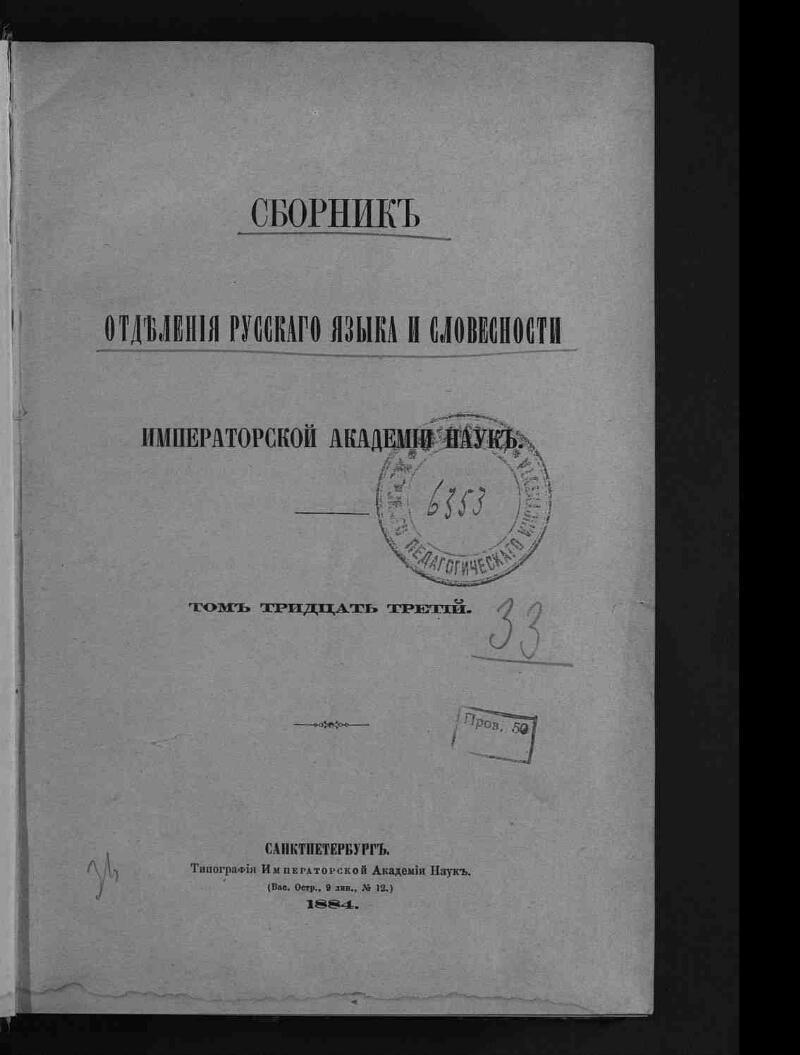 СБОРНИКЪ
ОТДѢЛЕНІЯ РУССКАГО ЯЗЫКА И СЛОВЕСНОСТИ
ИМПЕРАТОРСКОЙ АКАДЕМІИ НАУКЪ.
6353
ПЕДАГОГИЧЕСКАГО
ТОМЪ ТРИДЦАТЬ ТРЕТІЙ.
33
Пров. 50
САНКТПЕТЕРБУРГЪ.
Типографія Императорской Академіи Наукъ.
(Вас. Остр., 9 лин., № 12.)
1884.